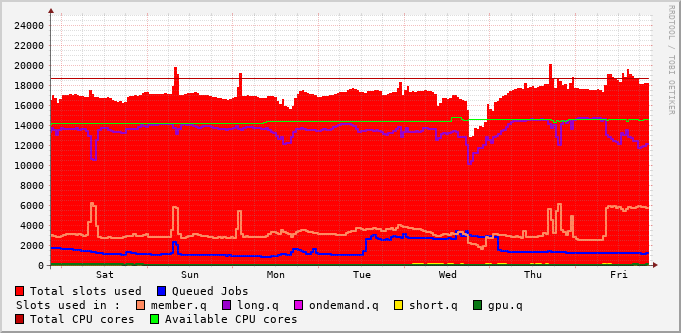 24000
22000
20000
18000
16000
14000
12000
10000
8000
6000
4000
2000
0
Sat Sun Mon Tue Wed Thu Fri
RRDTOOL / TOBI OETIKER
Total slots used Queued Jobs
Slots used in : member.q long.q ondemand.q short.q gpu.q
Total CPU cores Available CPU cores